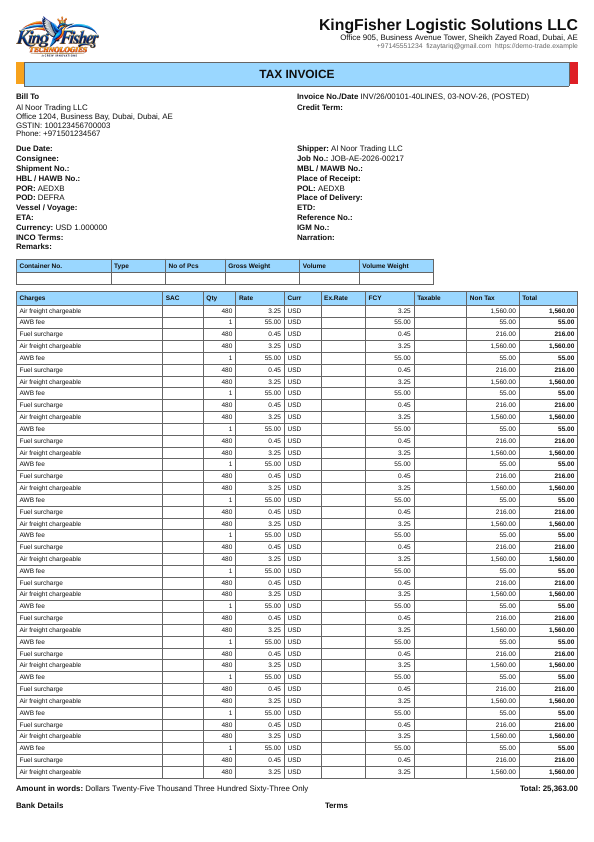 King Fisher
TECHNOLOGIES
KingFisher Logistic Solutions LLC
Office 905, Business Avenue Tower, Sheikh Zayed Road, Dubai, AE
+97145551234 fizaytariq@gmail.com https://demo-trade.example
TAX INVOICE
Bill To
Al Noor Trading LLC
Office 1204, Business Bay, Dubai, Dubai, AE
GSTIN: 100123456700003
Phone: +971501234567
Invoice No./Date INV/26/00101-40LINES, 03-NOV-26, (POSTED)
Credit Term:
Due Date:
Consignee:
Shipment No.:
HBL / HAWB No.:
POR: AEDXB
POD: DEFRA
Vessel / Voyage:
ETA:
Currency: USD 1.000000
INCO Terms:
Remarks:
Shipper: Al Noor Trading LLC
Job No.: JOB-AE-2026-00217
MBL / MAWB No.:
Place of Receipt:
POL: AEDXB
Place of Delivery:
ETD:
Reference No.:
IGM No.:
Narration:
Container No. Type No of Pcs Gross Weight Volume Volume Weight
Charges SAC Qty Rate Curr Ex.Rate FCY Taxable Non Tax Total
Air freight chargeable 480 3.25 USD 3.25 1,560.00 1,560.00
AWB fee 1 55.00 USD 55.00 55.00 55.00
Fuel surcharge 480 0.45 USD 0.45 216.00 216.00
Air freight chargeable 480 3.25 USD 3.25 1,560.00 1,560.00
AWB fee 1 55.00 USD 55.00 55.00 55.00
Fuel surcharge 480 0.45 USD 0.45 216.00 216.00
Air freight chargeable 480 3.25 USD 3.25 1,560.00 1,560.00
AWB fee 1 55.00 USD 55.00 55.00 55.00
Fuel surcharge 480 0.45 USD 0.45 216.00 216.00
Air freight chargeable 480 3.25 USD 3.25 1,560.00 1,560.00
AWB fee 1 55.00 USD 55.00 55.00 55.00
Fuel surcharge 480 0.45 USD 0.45 216.00 216.00
Air freight chargeable 480 3.25 USD 3.25 1,560.00 1,560.00
AWB fee 1 55.00 USD 55.00 55.00 55.00
Fuel surcharge 480 0.45 USD 0.45 216.00 216.00
Air freight chargeable 480 3.25 USD 3.25 1,560.00 1,560.00
AWB fee 1 55.00 USD 55.00 55.00 55.00
Fuel surcharge 480 0.45 USD 0.45 216.00 216.00
Air freight chargeable 480 3.25 USD 3.25 1,560.00 1,560.00
AWB fee 1 55.00 USD 55.00 55.00 55.00
Fuel surcharge 480 0.45 USD 0.45 216.00 216.00
Air freight chargeable 480 3.25 USD 3.25 1,560.00 1,560.00
AWB fee 1 55.00 USD 55.00 55.00 55.00
Fuel surcharge 480 0.45 USD 0.45 216.00 216.00
Air freight chargeable 480 3.25 USD 3.25 1,560.00 1,560.00
AWB fee 1 55.00 USD 55.00 55.00 55.00
Fuel surcharge 480 0.45 USD 0.45 216.00 216.00
Air freight chargeable 480 3.25 USD 3.25 1,560.00 1,560.00
AWB fee 1 55.00 USD 55.00 55.00 55.00
Fuel surcharge 480 0.45 USD 0.45 216.00 216.00
Air freight chargeable 480 3.25 USD 3.25 1,560.00 1,560.00
AWB fee 1 55.00 USD 55.00 55.00 55.00
Fuel surcharge 480 0.45 USD 0.45 216.00 216.00
Air freight chargeable 480 3.25 USD 3.25 1,560.00 1,560.00
AWB fee 1 55.00 USD 55.00 55.00 55.00
Fuel surcharge 480 0.45 USD 0.45 216.00 216.00
Air freight chargeable 480 3.25 USD 3.25 1,560.00 1,560.00
AWB fee 1 55.00 USD 55.00 55.00 55.00
Fuel surcharge 480 0.45 USD 0.45 216.00 216.00
Air freight chargeable 480 3.25 USD 3.25 1,560.00 1,560.00
Amount in words: Dollars Twenty-Five Thousand Three Hundred Sixty-Three Only Total: 25,363.00
Bank Details Terms